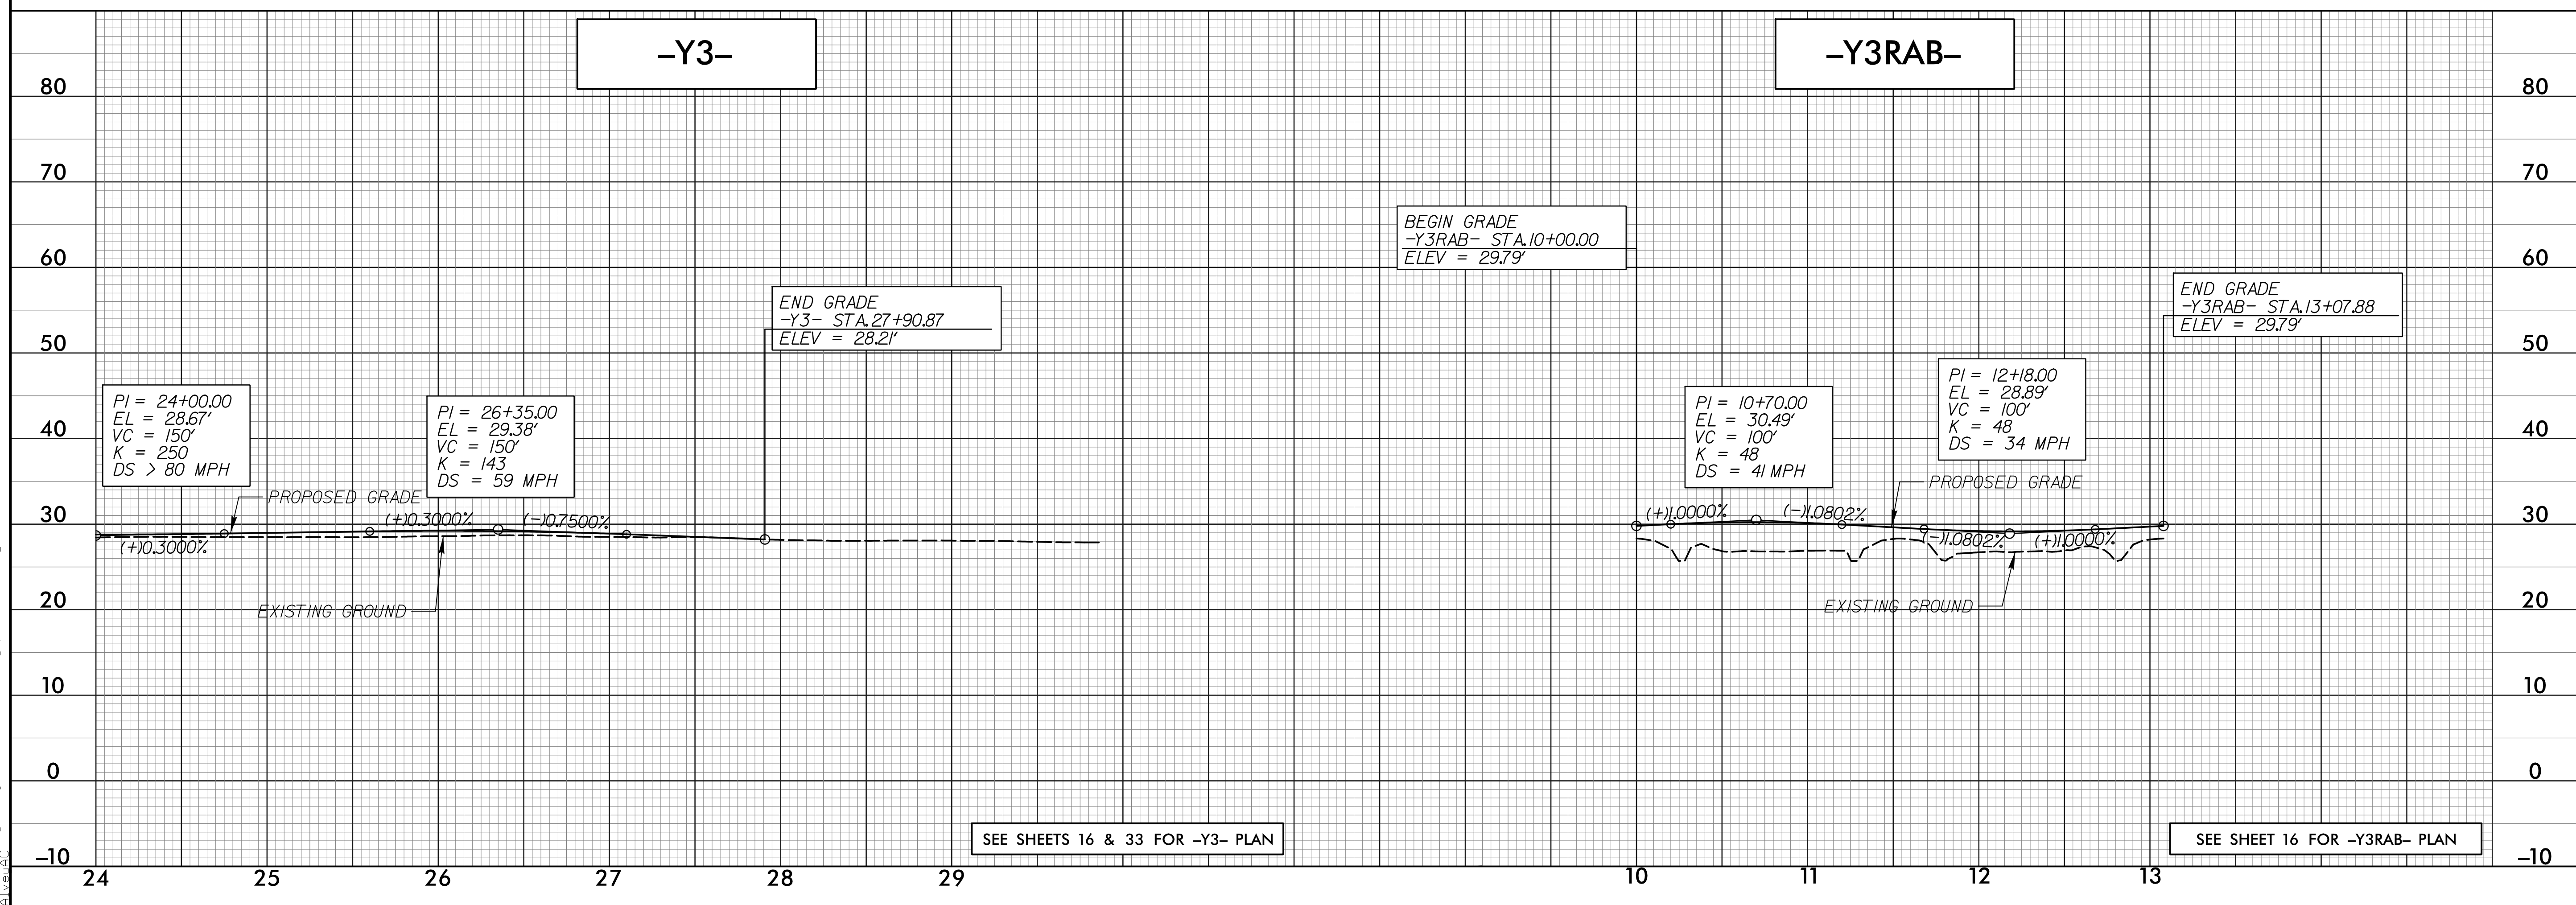 –Y3–
–Y3RAB–
80
70
60
50
40
30
20
10
0
–10
80
70
60
50
40
30
20
10
0
–10
PI = 24+00.00
EL = 28.67'
VC = 150'
K = 250
DS > 80 MPH
PROPOSED GRADE
(+)0.3000%
EXISTING GROUND
PI = 26+35.00
EL = 29.38'
VC = 150'
K = 143
DS = 59 MPH
(+)0.3000%
(-)0.7500%
END GRADE
-Y3- STA.27+90.87
ELEV = 28.21'
BEGIN GRADE
-Y3RAB- STA.10+00.00
ELEV = 29.79'
PI = 10+70.00
EL = 30.49'
VC = 100'
K = 48
DS = 41 MPH
(+)1.0000%
(-)1.0802%
PI = 12+18.00
EL = 28.89'
VC = 100'
K = 48
DS = 34 MPH
PROPOSED GRADE
(-)1.0802%
(+)1.0000%
EXISTING GROUND
END GRADE
-Y3RAB- STA.13+07.88
ELEV = 29.79'
SEE SHEETS 16 & 33 FOR –Y3– PLAN
SEE SHEET 16 FOR –Y3RAB– PLAN
24
25
26
27
28
29
10
11
12
13